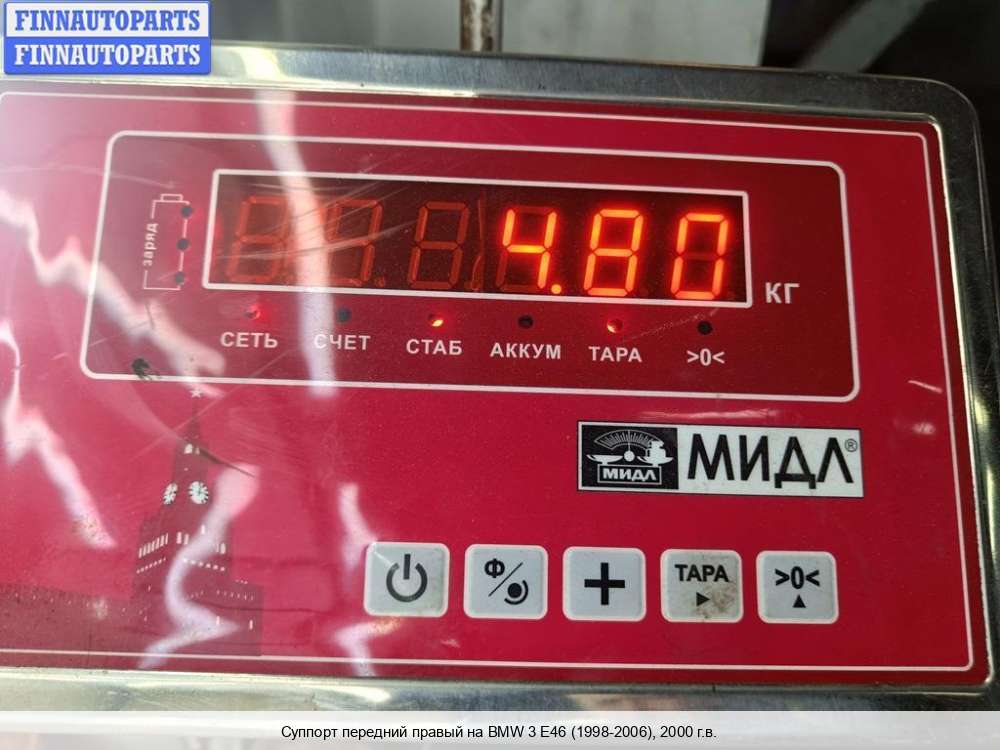 FINNAUTOPARTS
FINNAUTOPARTS
заряд
4.80
КГ
СЕТЬ СЧЕТ СТАБ АККУМ ТАРА >0<
МИДЛ МИДЛ®
Ф
ТАРА >0<
Суппорт передний правый на BMW 3 E46 (1998-2006), 2000 г.в.